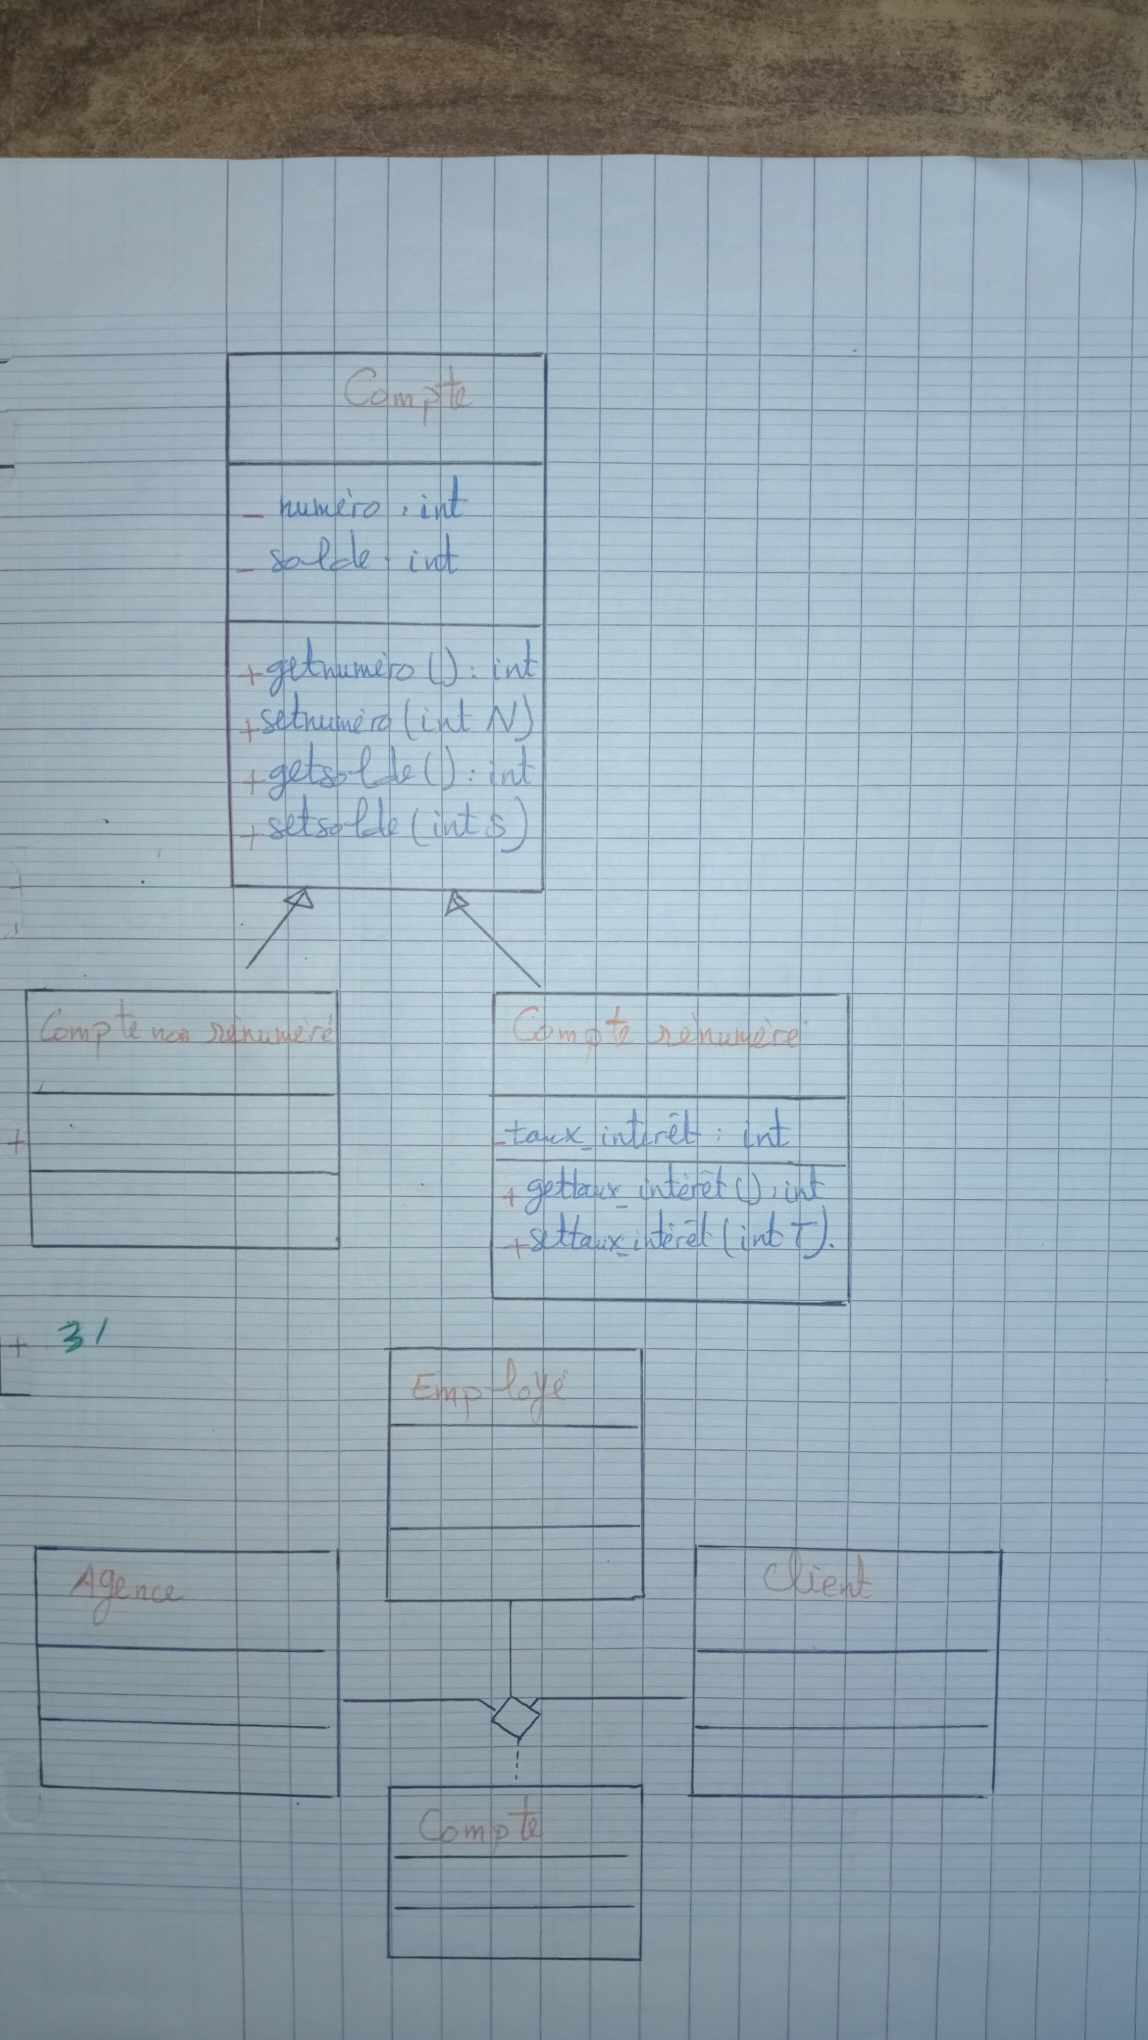 Compte
- numéro : int
- solde : int
+ getnuméro () : int
+ setnuméro (int N)
+ getsolde () : int
+ setsolde (int S)
Compte non rénuméré
Compte rénuméré
- taux_intérêt : int
+ gettaux_intérêt () : int
+ settaux_intérêt (int T).
+
+ 3/
Employé
Agence
Client
Compte